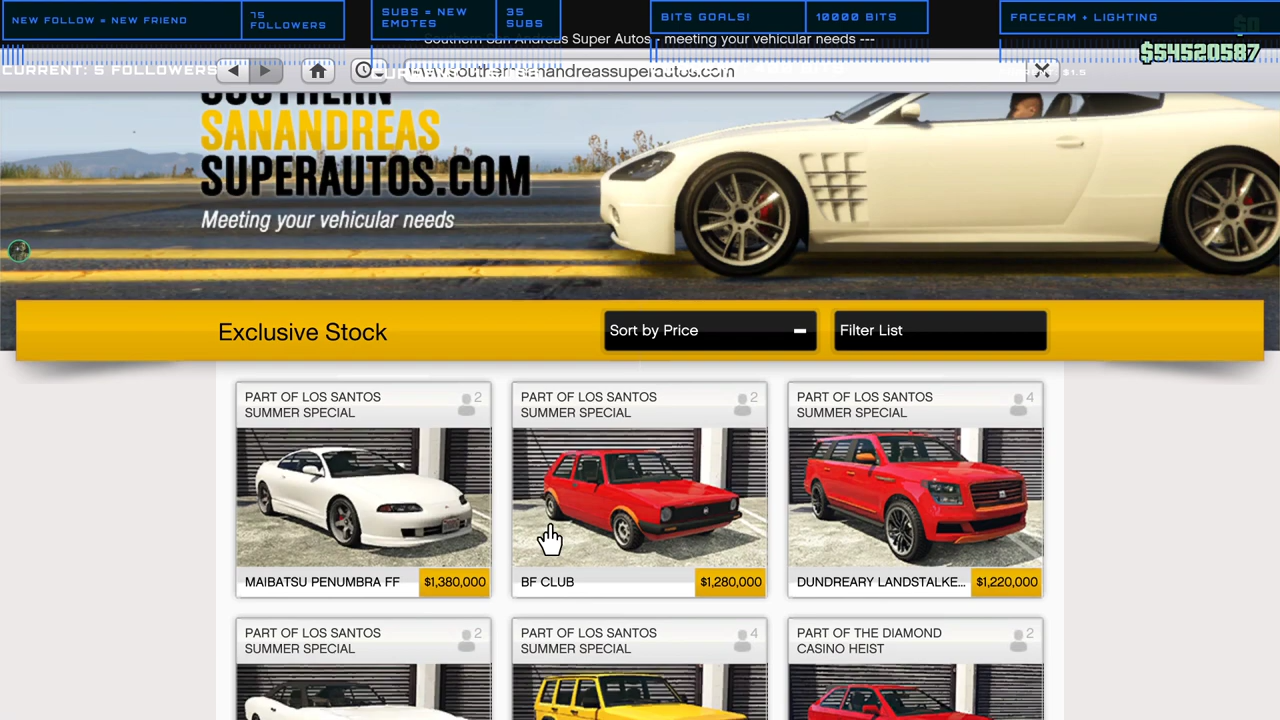 NEW FOLLOW = NEW FRIEND
75 FOLLOWERS
SUBS = NEW EMOTES
35 SUBS
BITS GOALS!
10000 BITS
FACECAM + LIGHTING
$0
Southern San Andreas Super Autos - meeting your vehicular needs ---
$54520587
CURRENT: 5 FOLLOWERS
www.southernsanandreassuperautos.com
$1.5
SOUTHERN
SANANDREAS
SUPERAUTOS.COM
Meeting your vehicular needs
Exclusive Stock
Sort by Price
Filter List
PART OF LOS SANTOS
SUMMER SPECIAL
2
PART OF LOS SANTOS
SUMMER SPECIAL
2
PART OF LOS SANTOS
SUMMER SPECIAL
4
MAIBATSU PENUMBRA FF
$1,380,000
BF CLUB
$1,280,000
DUNDREARY LANDSTALKE...
$1,220,000
PART OF LOS SANTOS
SUMMER SPECIAL
2
PART OF LOS SANTOS
SUMMER SPECIAL
4
PART OF THE DIAMOND
CASINO HEIST
2